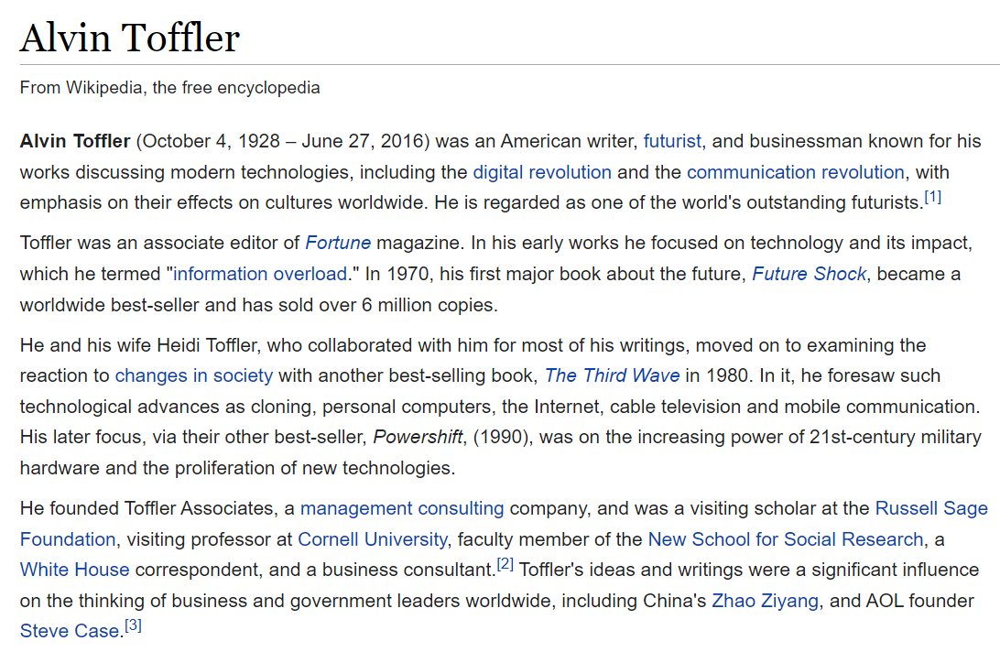 Alvin Toffler
From Wikipedia, the free encyclopedia
Alvin Toffler (October 4, 1928 – June 27, 2016) was an American writer, futurist, and businessman known for his
works discussing modern technologies, including the digital revolution and the communication revolution, with
emphasis on their effects on cultures worldwide. He is regarded as one of the world's outstanding futurists.[1]
Toffler was an associate editor of Fortune magazine. In his early works he focused on technology and its impact,
which he termed "information overload." In 1970, his first major book about the future, Future Shock, became a
worldwide best-seller and has sold over 6 million copies.
He and his wife Heidi Toffler, who collaborated with him for most of his writings, moved on to examining the
reaction to changes in society with another best-selling book, The Third Wave in 1980. In it, he foresaw such
technological advances as cloning, personal computers, the Internet, cable television and mobile communication.
His later focus, via their other best-seller, Powershift, (1990), was on the increasing power of 21st-century military
hardware and the proliferation of new technologies.
He founded Toffler Associates, a management consulting company, and was a visiting scholar at the Russell Sage
Foundation, visiting professor at Cornell University, faculty member of the New School for Social Research, a
White House correspondent, and a business consultant.[2] Toffler's ideas and writings were a significant influence
on the thinking of business and government leaders worldwide, including China's Zhao Ziyang, and AOL founder
Steve Case.[3]